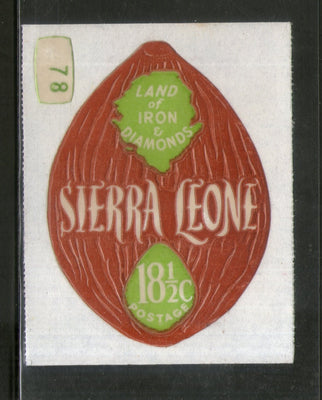 78
LAND
of
IRON
&
DIAMONDS
SIERRA LEONE
18½C
POSTAGE